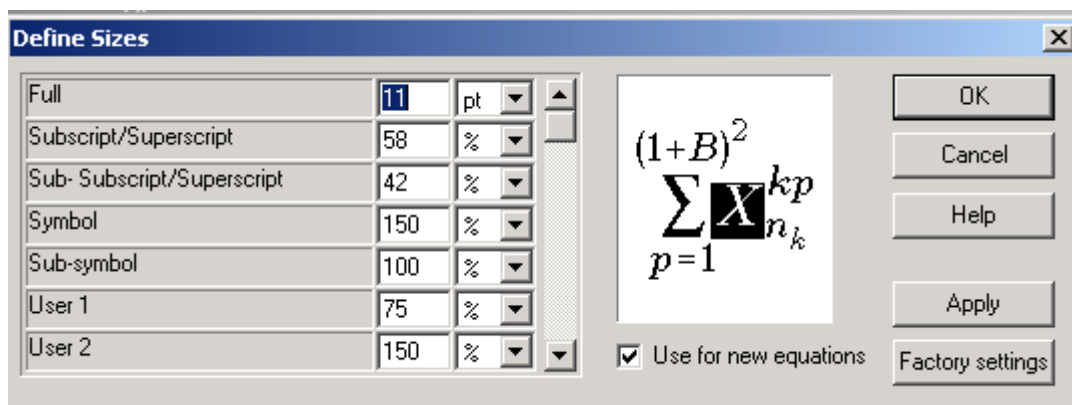 Define Sizes
Full 11 pt
Subscript/Superscript 58 %
Sub- Subscript/Superscript 42 %
Symbol 150 %
Sub-symbol 100 %
User 1 75 %
User 2 150 %
(1+B)²
∑ X kp n k
p=1
Use for new equations
OK
Cancel
Help
Apply
Factory settings